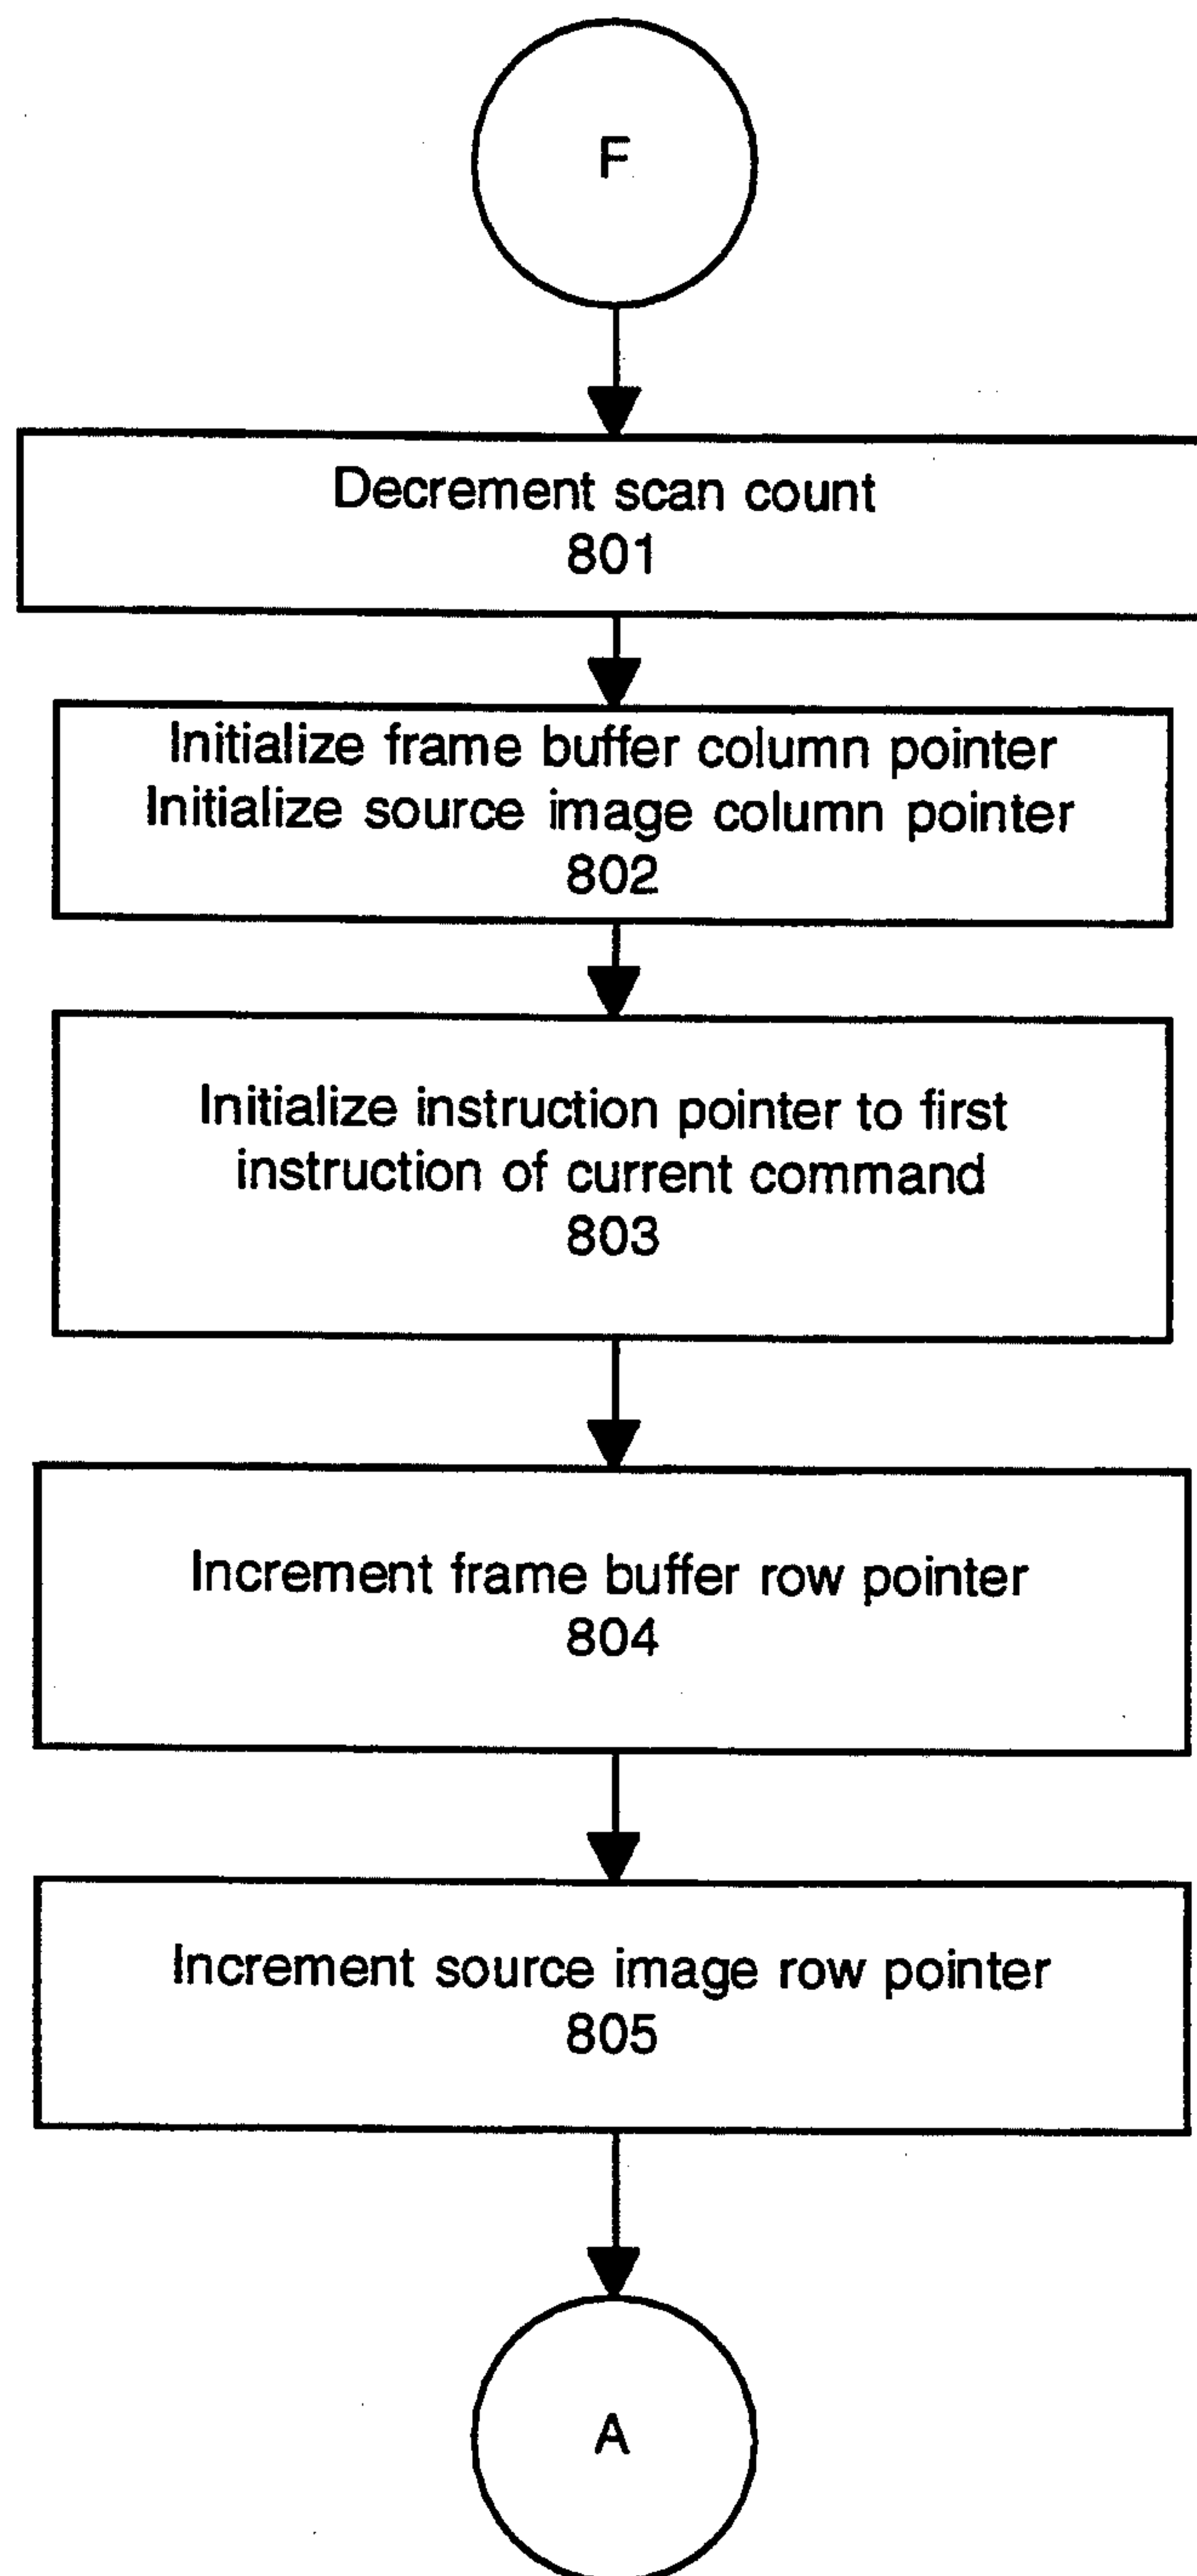 F
Decrement scan count
801
Initialize frame buffer column pointer
Initialize source image column pointer
802
Initialize instruction pointer to first
instruction of current command
803
Increment frame buffer row pointer
804
Increment source image row pointer
805
A